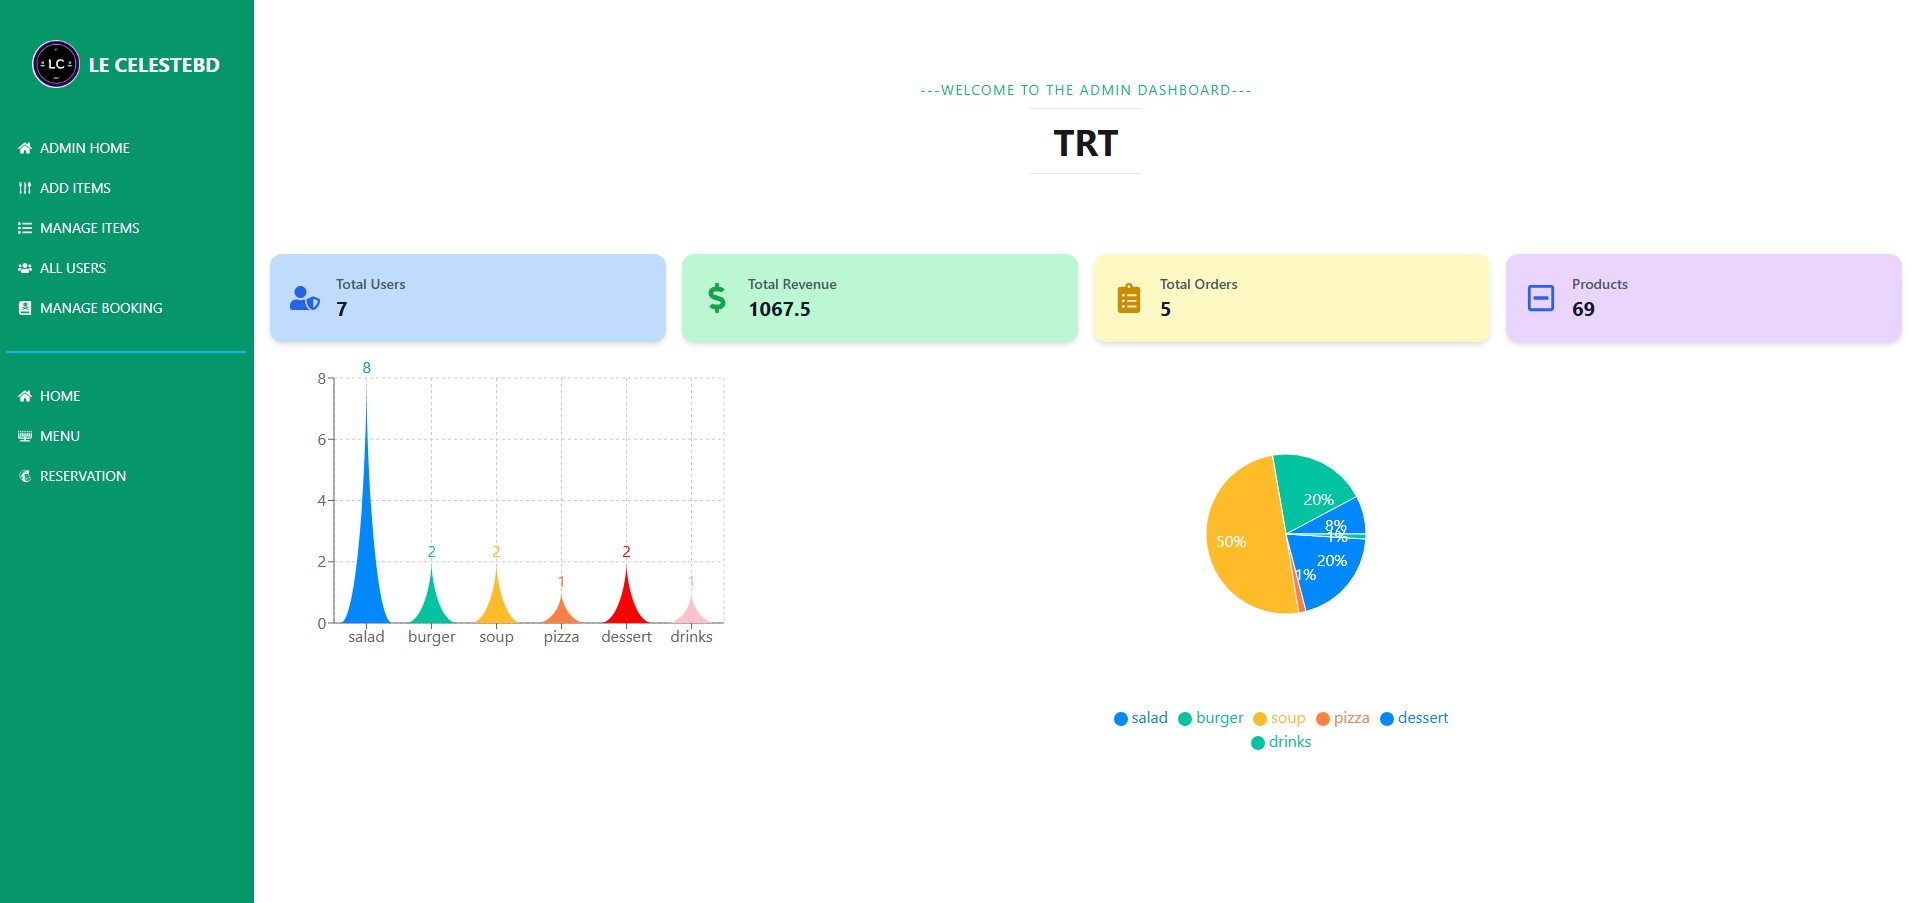 LC
LE CELESTEBD
ADMIN HOME
ADD ITEMS
MANAGE ITEMS
ALL USERS
MANAGE BOOKING
HOME
MENU
RESERVATION
---WELCOME TO THE ADMIN DASHBOARD---
TRT
Total Users
7
Total Revenue
1067.5
Total Orders
5
Products
69
8
8
6
4
2
0
2
2
1
2
1
salad burger soup pizza dessert drinks
20%
8%
1%
50%
20%
1%
salad burger soup pizza dessert
drinks